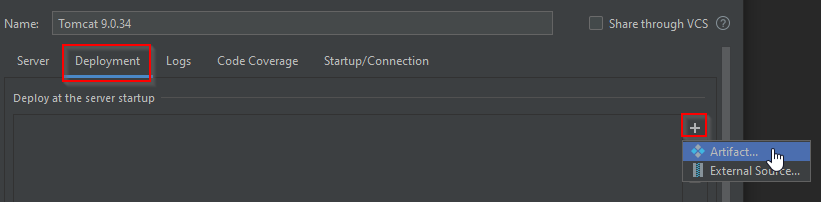 Name: Tomcat 9.0.34 Share through VCS ?
Server Deployment Logs Code Coverage Startup/Connection
Deploy at the server startup
+
Artifact...
External Source...